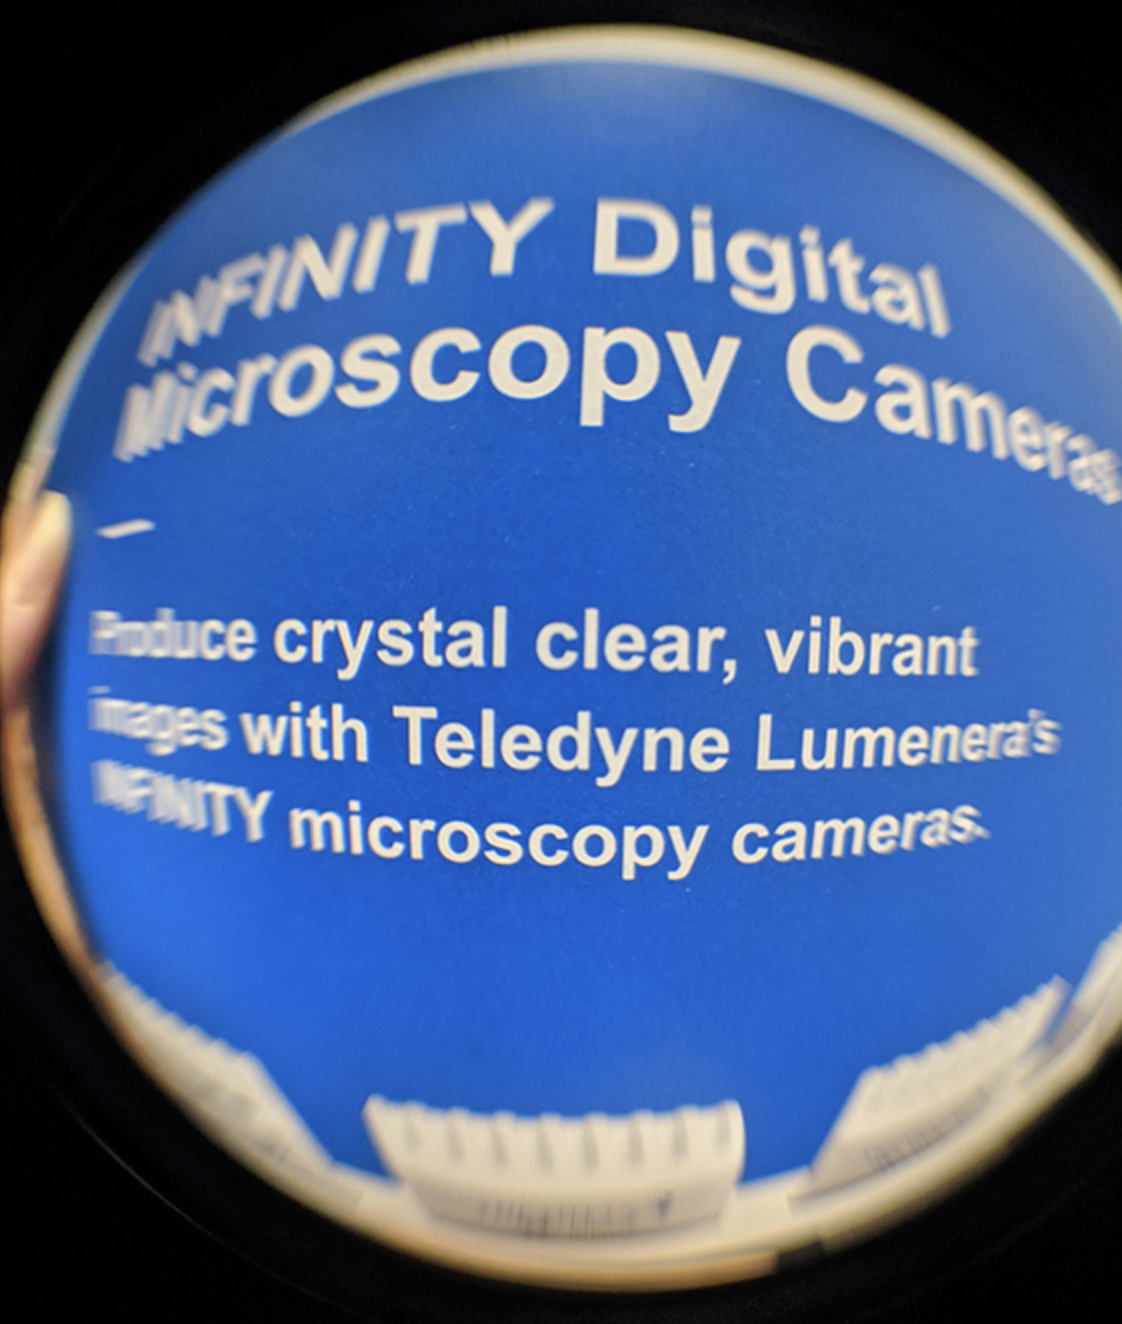 INFINITY Digital
Microscopy Cameras
—
Produce crystal clear, vibrant
images with Teledyne Lumenera's
INFINITY microscopy cameras.